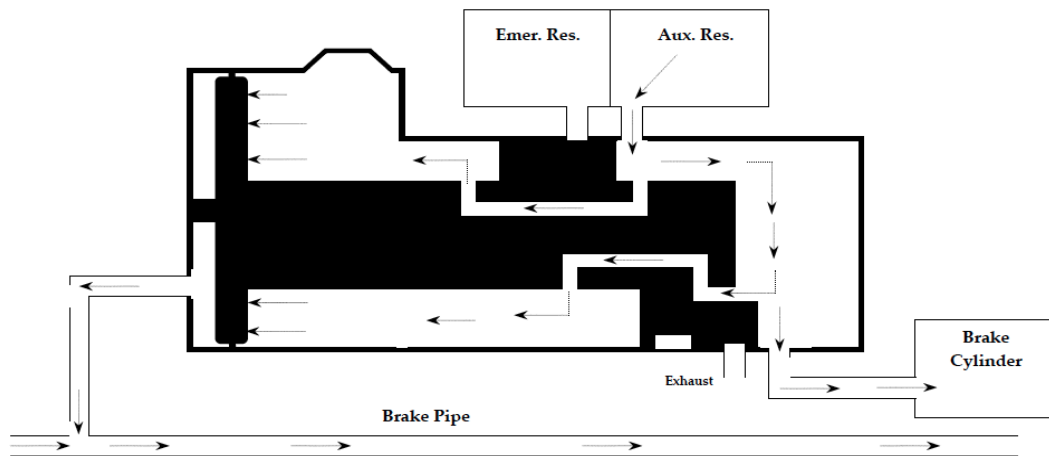 Emer. Res.
Aux. Res.
Brake
Cylinder
Exhaust
Brake Pipe